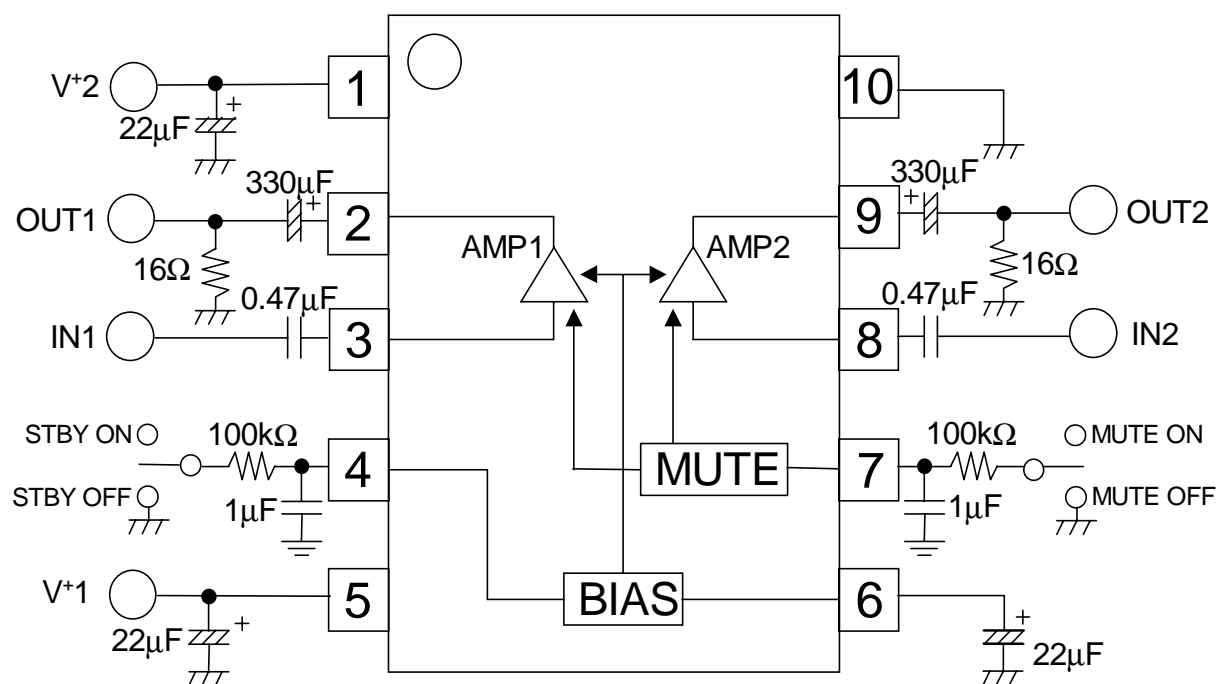 V+2
22µF
1
10
330µF
330µF
OUT1
2
9
OUT2
AMP1
AMP2
16Ω
16Ω
0.47µF
0.47µF
IN1
3
8
IN2
STBY ON
100kΩ
100kΩ
MUTE ON
4
MUTE
7
STBY OFF
1µF
1µF
MUTE OFF
V+1
5
BIAS
6
22µF
22µF